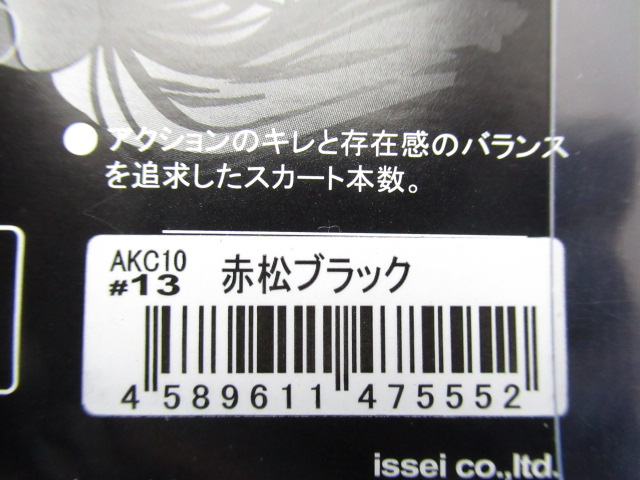 ●アクションのキレと存在感のバランス
を追求したスカート本数。
AKC10 赤松ブラック
#13
4 589611 475552
issei co.,ltd.